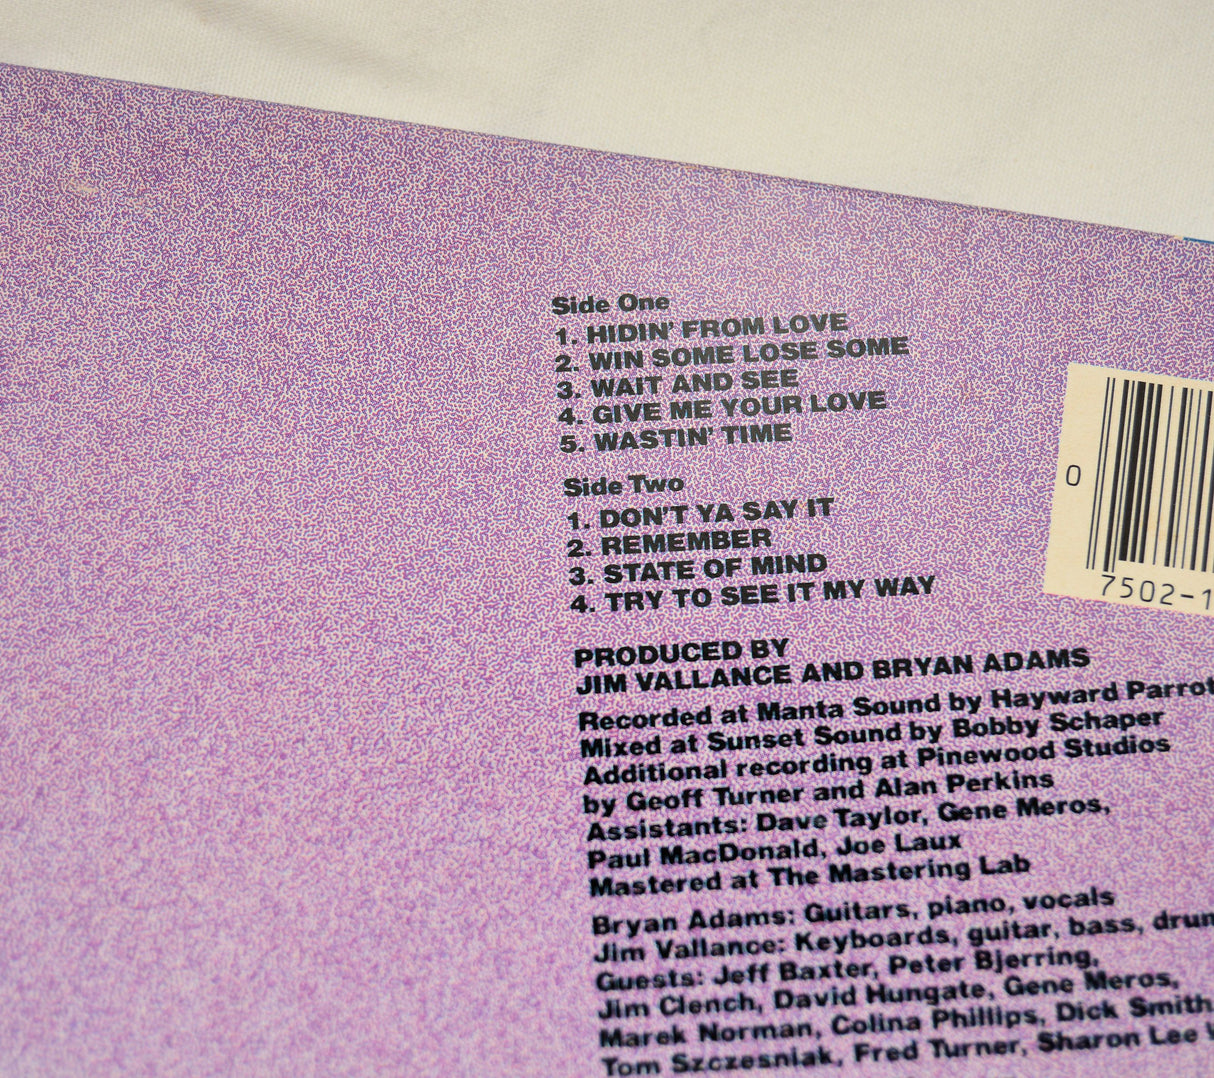 Side One
1. HIDIN' FROM LOVE
2. WIN SOME LOSE SOME
3. WAIT AND SEE
4. GIVE ME YOUR LOVE
5. WASTIN' TIME
Side Two
1. DON'T YA SAY IT
2. REMEMBER
3. STATE OF MIND
4. TRY TO SEE IT MY WAY
0
7502-1
PRODUCED BY
JIM VALLANCE AND BRYAN ADAMS
Recorded at Manta Sound by Hayward Parrot
Mixed at Sunset Sound by Bobby Schaper
Additional recording at Pinewood Studios
by Geoff Turner and Alan Perkins
Assistants: Dave Taylor, Gene Meros,
Paul MacDonald, Joe Laux
Mastered at The Mastering Lab
Bryan Adams: Guitars, piano, vocals
Jim Vallance: Keyboards, guitar, bass, drum
Guests: Jeff Baxter, Peter Bjerring,
Jim Clench, David Hungate, Gene Meros,
Marek Norman, Colina Phillips, Dick Smith,
Tom Szczesniak, Fred Turner, Sharon Lee